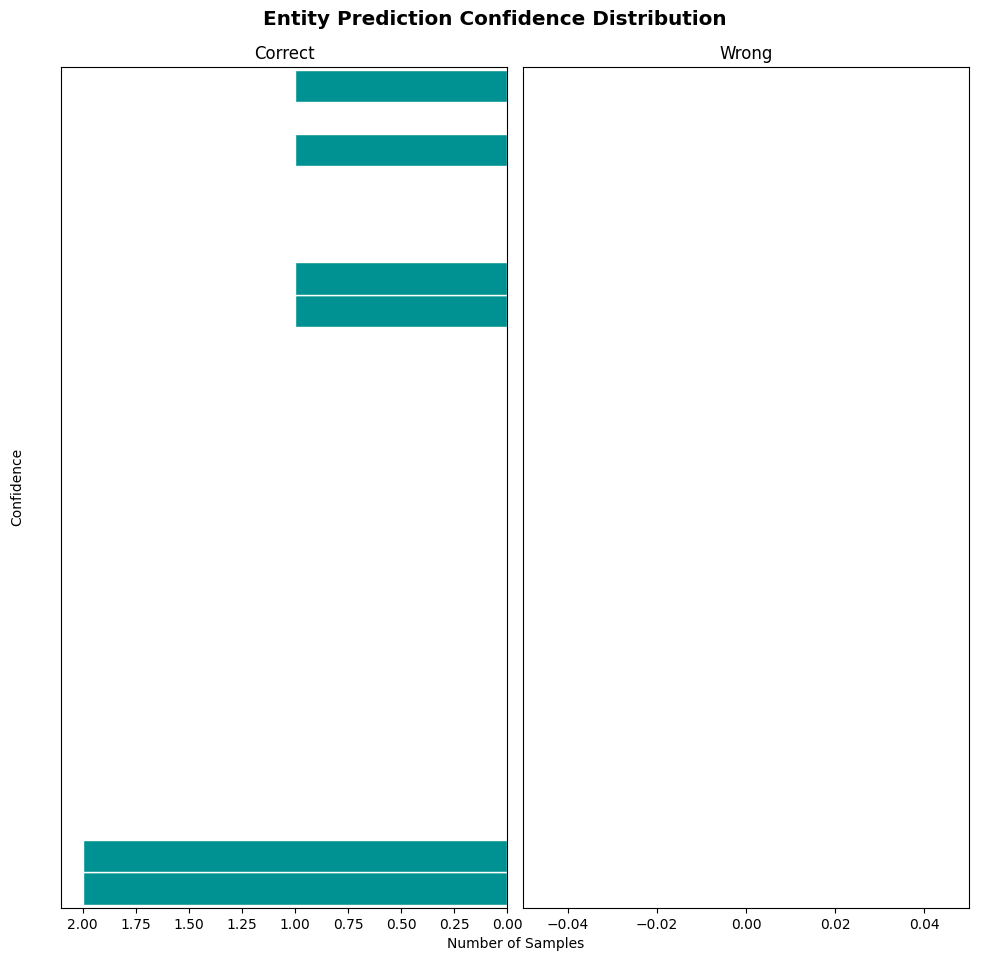 Entity Prediction Confidence Distribution
Correct
Wrong
Confidence
2.00 1.75 1.50 1.25 1.00 0.75 0.50 0.25 0.00
−0.04 −0.02 0.00 0.02 0.04
Number of Samples